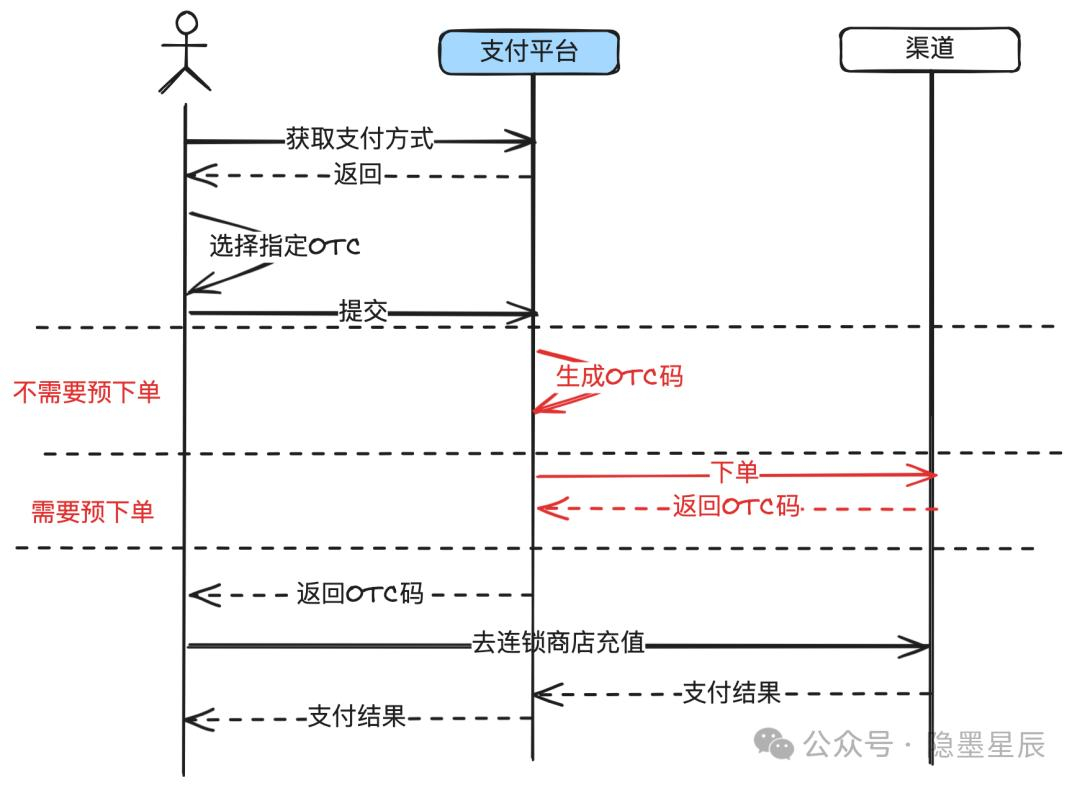 支付平台
渠道
获取支付方式
返回
选择指定OTC
提交
不需要预下单
生成OTC码
下单
需要预下单
返回OTC码
返回OTC码
去连锁商店充值
支付结果
支付结果
公众号 · 隐墨星辰